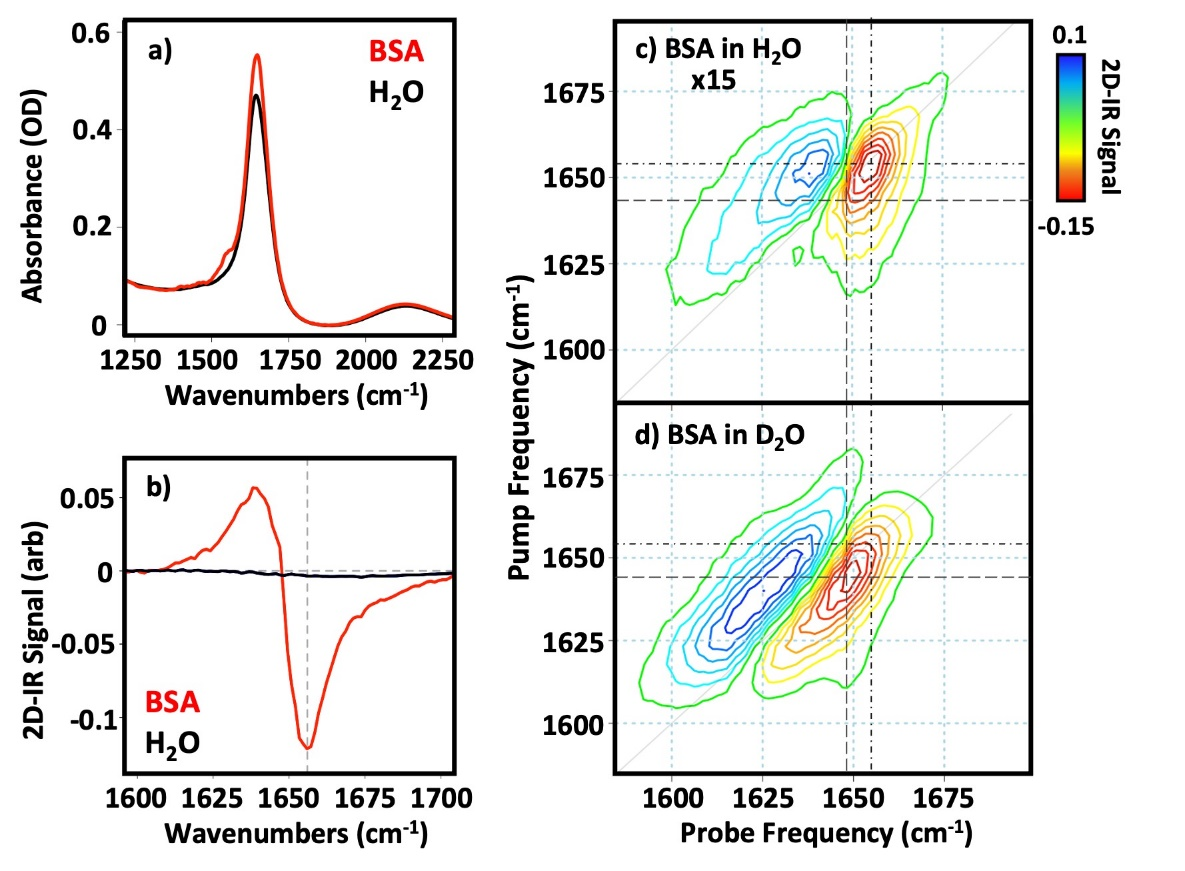 a)
BSA
H₂O
0.6
0.4
0.2
0
Absorbance (OD)
1250 1500 1750 2000 2250
Wavenumbers (cm⁻¹)
b)
BSA
H₂O
0.05
0
-0.05
-0.1
2D-IR Signal (arb)
1600 1625 1650 1675 1700
Wavenumbers (cm⁻¹)
c) BSA in H₂O
x15
1675
1650
1625
1600
Pump Frequency (cm⁻¹)
d) BSA in D₂O
1675
1650
1625
1600
1600 1625 1650 1675
Probe Frequency (cm⁻¹)
0.1
2D-IR Signal
-0.15